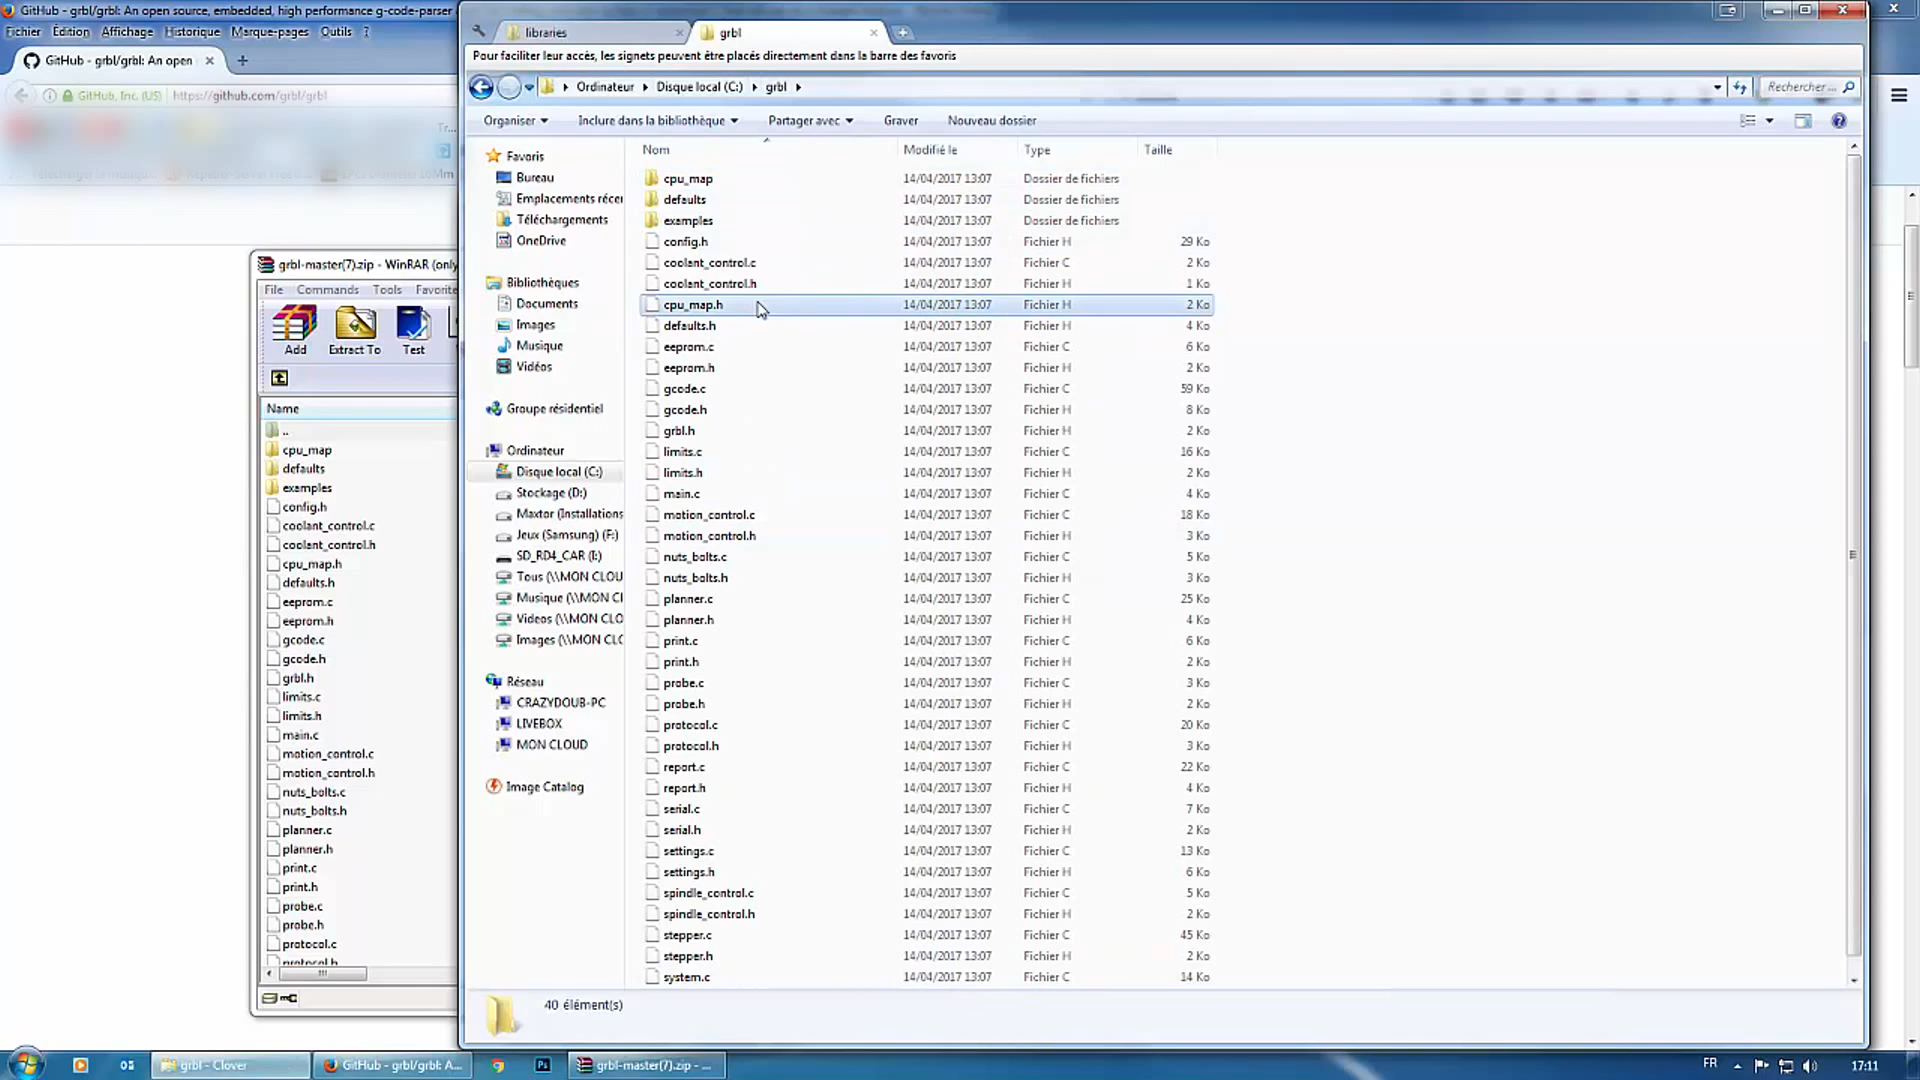 GitHub - grbl/grbl: An open source, embedded, high performance g-code-parser
Fichier Édition Affichage Historique Marque-pages Outils ?
GitHub - grbl/grbl: An open
GitHub, Inc. (US) https://github.com/grbl/grbl
grbl-master(7).zip - WinRAR (only
File Commands Tools Favorite
Add Extract To Test
Name
..
cpu_map
defaults
examples
config.h
coolant_control.c
coolant_control.h
cpu_map.h
defaults.h
eeprom.c
eeprom.h
gcode.c
gcode.h
grbl.h
limits.c
limits.h
main.c
motion_control.c
motion_control.h
nuts_bolts.c
nuts_bolts.h
planner.c
planner.h
print.c
print.h
probe.c
probe.h
protocol.c
protocol.h
libraries grbl
Pour faciliter leur accès, les signets peuvent être placés directement dans la barre des favoris
Ordinateur Disque local (C:) grbl Rechercher ...
Organiser Inclure dans la bibliothèque Partager avec Graver Nouveau dossier
Favoris
Bureau
Emplacements récen
Téléchargements
OneDrive
Bibliothèques
Documents
Images
Musique
Vidéos
Groupe résidentiel
Ordinateur
Disque local (C:)
Stockage (D:)
Maxtor (Installations
Jeux (Samsung) (F:)
SD_RD4_CAR (I:)
Tous (\\MON CLOU
Musique (\\MON Cl
Videos (\\MON CLO
Images (\\MON CLO
Réseau
CRAZYDOUB-PC
LIVEBOX
MON CLOUD
Image Catalog
Nom Modifié le Type Taille
cpu_map 14/04/2017 13:07 Dossier de fichiers
defaults 14/04/2017 13:07 Dossier de fichiers
examples 14/04/2017 13:07 Dossier de fichiers
config.h 14/04/2017 13:07 Fichier H 29 Ko
coolant_control.c 14/04/2017 13:07 Fichier C 2 Ko
coolant_control.h 14/04/2017 13:07 Fichier H 1 Ko
cpu_map.h 14/04/2017 13:07 Fichier H 2 Ko
defaults.h 14/04/2017 13:07 Fichier H 4 Ko
eeprom.c 14/04/2017 13:07 Fichier C 6 Ko
eeprom.h 14/04/2017 13:07 Fichier H 2 Ko
gcode.c 14/04/2017 13:07 Fichier C 59 Ko
gcode.h 14/04/2017 13:07 Fichier H 8 Ko
grbl.h 14/04/2017 13:07 Fichier H 2 Ko
limits.c 14/04/2017 13:07 Fichier C 16 Ko
limits.h 14/04/2017 13:07 Fichier H 2 Ko
main.c 14/04/2017 13:07 Fichier C 4 Ko
motion_control.c 14/04/2017 13:07 Fichier C 18 Ko
motion_control.h 14/04/2017 13:07 Fichier H 3 Ko
nuts_bolts.c 14/04/2017 13:07 Fichier C 5 Ko
nuts_bolts.h 14/04/2017 13:07 Fichier H 3 Ko
planner.c 14/04/2017 13:07 Fichier C 25 Ko
planner.h 14/04/2017 13:07 Fichier H 4 Ko
print.c 14/04/2017 13:07 Fichier C 6 Ko
print.h 14/04/2017 13:07 Fichier H 2 Ko
probe.c 14/04/2017 13:07 Fichier C 3 Ko
probe.h 14/04/2017 13:07 Fichier H 2 Ko
protocol.c 14/04/2017 13:07 Fichier C 20 Ko
protocol.h 14/04/2017 13:07 Fichier H 3 Ko
report.c 14/04/2017 13:07 Fichier C 22 Ko
report.h 14/04/2017 13:07 Fichier H 4 Ko
serial.c 14/04/2017 13:07 Fichier C 7 Ko
serial.h 14/04/2017 13:07 Fichier H 2 Ko
settings.c 14/04/2017 13:07 Fichier C 13 Ko
settings.h 14/04/2017 13:07 Fichier H 6 Ko
spindle_control.c 14/04/2017 13:07 Fichier C 5 Ko
spindle_control.h 14/04/2017 13:07 Fichier H 2 Ko
stepper.c 14/04/2017 13:07 Fichier C 45 Ko
stepper.h 14/04/2017 13:07 Fichier H 2 Ko
system.c 14/04/2017 13:07 Fichier C 14 Ko
40 élément(s)
grbl - Clover GitHub - grbl/grbl: A... Ps grbl-master(7).zip - ... FR 17:11